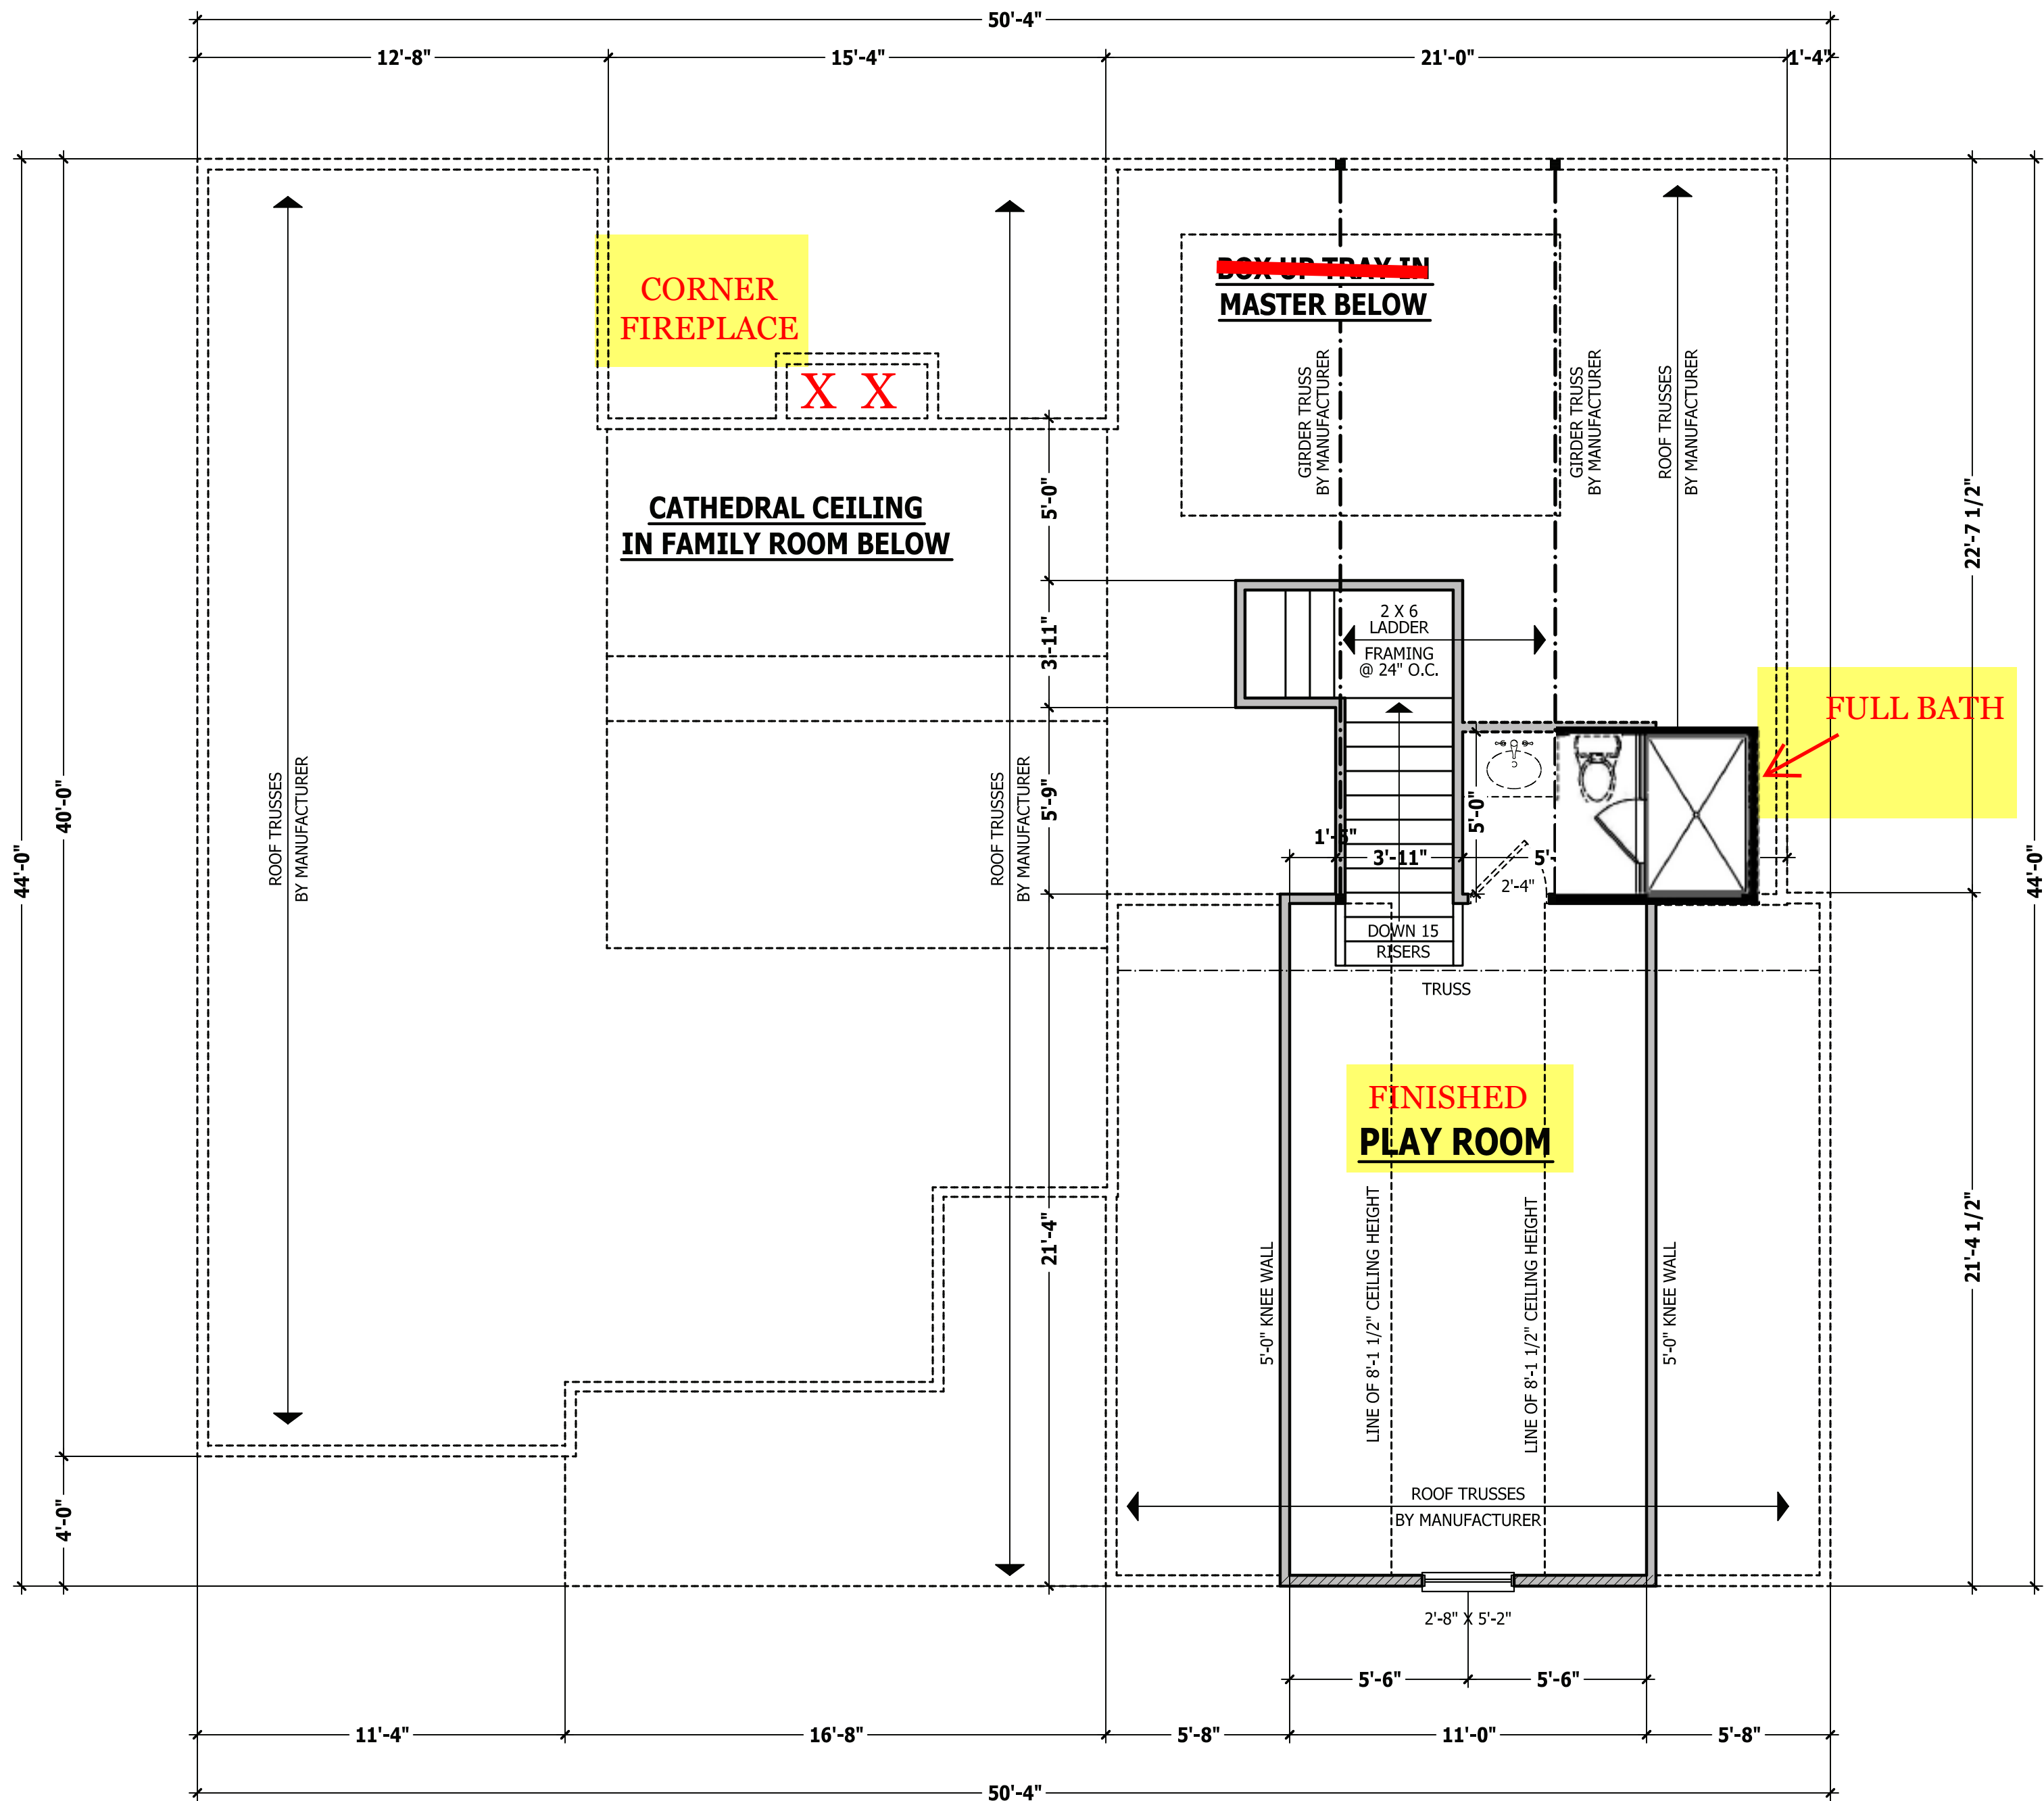 50'-4"
12'-8"
15'-4"
21'-0"
1'-4"
CORNER
FIREPLACE
X X
BOX UP TRAY IN
MASTER BELOW
GIRDER TRUSS
BY MANUFACTURER
GIRDER TRUSS
BY MANUFACTURER
ROOF TRUSSES
BY MANUFACTURER
CATHEDRAL CEILING
IN FAMILY ROOM BELOW
5'-0"
22'-7 1/2"
2 X 6
LADDER
FRAMING
@ 24" O.C.
3'-11"
FULL BATH
40'-0"
44'-0"
ROOF TRUSSES
BY MANUFACTURER
ROOF TRUSSES
BY MANUFACTURER
5'-9"
5'-0"
3'-11"
2'-4"
44'-0"
DOWN 15
RISERS
TRUSS
FINISHED
PLAY ROOM
21'-4"
21'-4 1/2"
5'-0" KNEE WALL
LINE OF 8'-1 1/2" CEILING HEIGHT
LINE OF 8'-1 1/2" CEILING HEIGHT
5'-0" KNEE WALL
4'-0"
ROOF TRUSSES
BY MANUFACTURER
2'-8" X 5'-2"
5'-6"
5'-6"
11'-4"
16'-8"
5'-8"
11'-0"
5'-8"
50'-4"